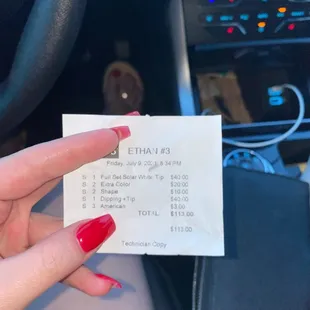 ETHAN #3
Friday, July 9, 2021, 4:34 PM
S 1 Full Set Solar White Tip $40.00
S 2 Extra Color $20.00
S 2 Shape $10.00
S 1 Dipping +Tip $40.00
S 1 American $3.00
TOTAL $113.00
$113.00
Technician Copy